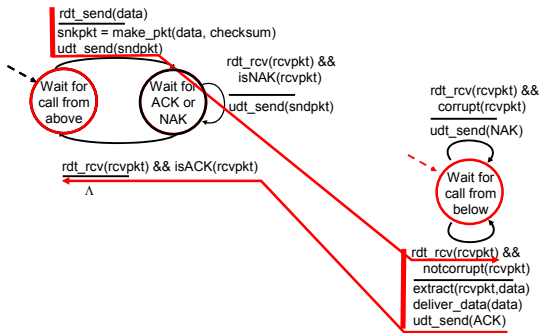 rdt_send(data)
snkpkt = make_pkt(data, checksum)
udt_send(sndpkt)
Wait for
call from
above
Wait for
ACK or
NAK
rdt_rcv(rcvpkt) &&
isNAK(rcvpkt)
udt_send(sndpkt)
rdt_rcv(rcvpkt) && isACK(rcvpkt)
Λ
rdt_rcv(rcvpkt) &&
corrupt(rcvpkt)
udt_send(NAK)
Wait for
call from
below
rdt_rcv(rcvpkt) &&
notcorrupt(rcvpkt)
extract(rcvpkt,data)
deliver_data(data)
udt_send(ACK)